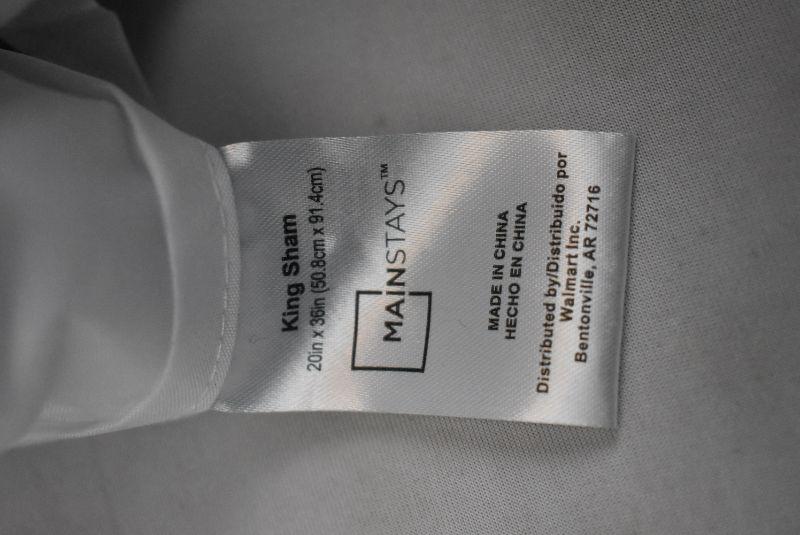 King Sham
20in x 36in (50.8cm x 91.4cm)
MAINSTAYS™
MADE IN CHINA
HECHO EN CHINA
Distributed by/Distribuido por
Walmart Inc.
Bentonville, AR 72716